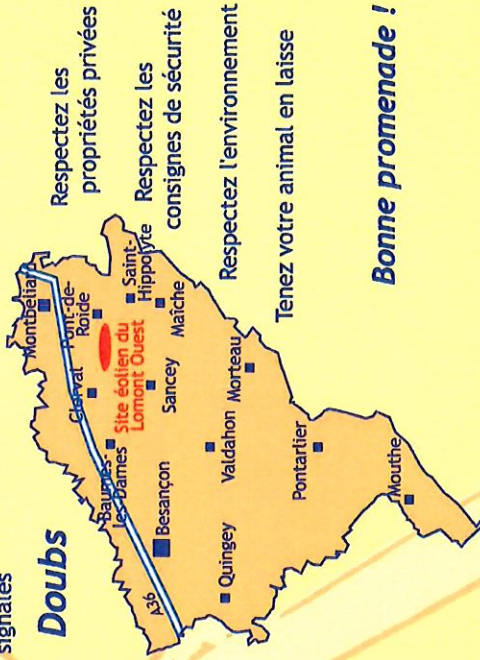 signalés
Doubs
Montbéliard
Pont-de-
Roide
Saint-
Hippolyte
Maîche
Clerval
Site éolien du
Lomont Ouest
Sancey
Baumes-
les-Dames
Besançon
A36
Valdahon
Morteau
Quingey
Pontarlier
Mouthe
Respectez les
propriétés privées
Respectez les
consignes de sécurité
Respectez l'environnement
Tenez votre animal en laisse
Bonne promenade !